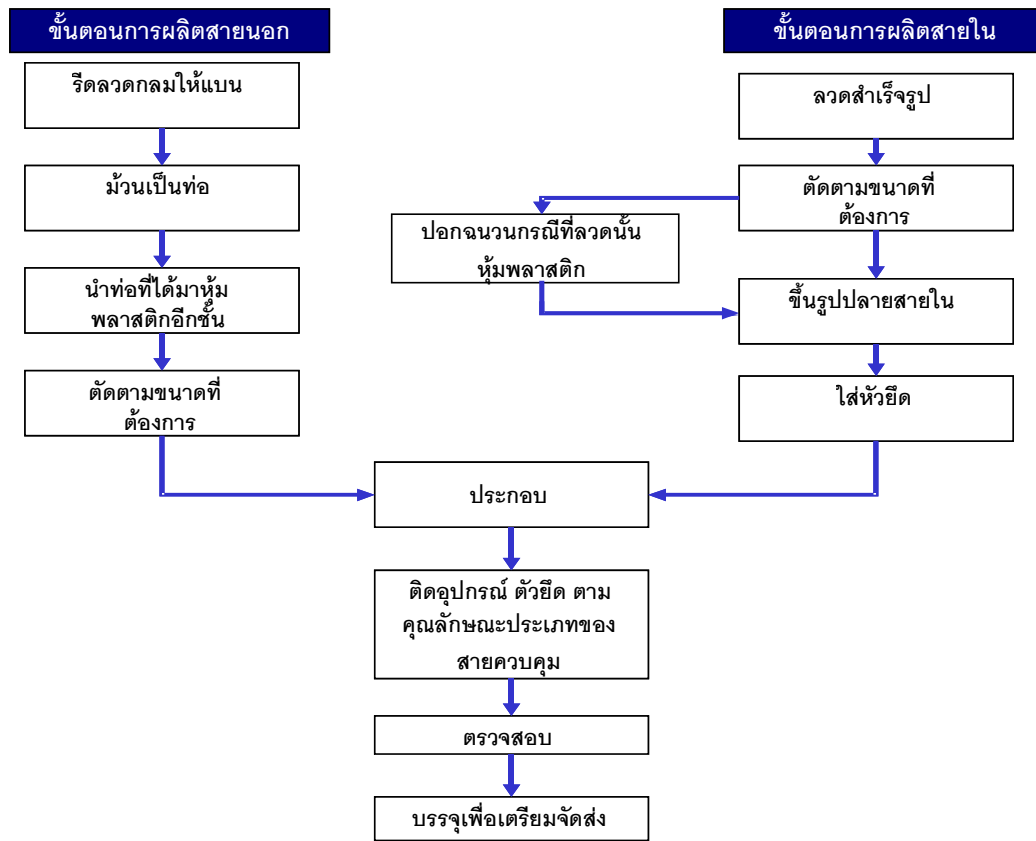 ขั้นตอนการผลิตสายนอก
รีดลวดกลมให้แบน
ม้วนเป็นท่อ
นำท่อที่ได้มาหุ้ม
พลาสติกอีกชั้น
ตัดตามขนาดที่
ต้องการ
ขั้นตอนการผลิตสายใน
ลวดสำเร็จรูป
ตัดตามขนาดที่
ต้องการ
ปอกฉนวนกรณีที่ลวดนั้น
หุ้มพลาสติก
ขึ้นรูปปลายสายใน
ใส่หัวยึด
ประกอบ
ติดอุปกรณ์ ตัวยึด ตาม
คุณลักษณะประเภทของ
สายควบคุม
ตรวจสอบ
บรรจุเพื่อเตรียมจัดส่ง